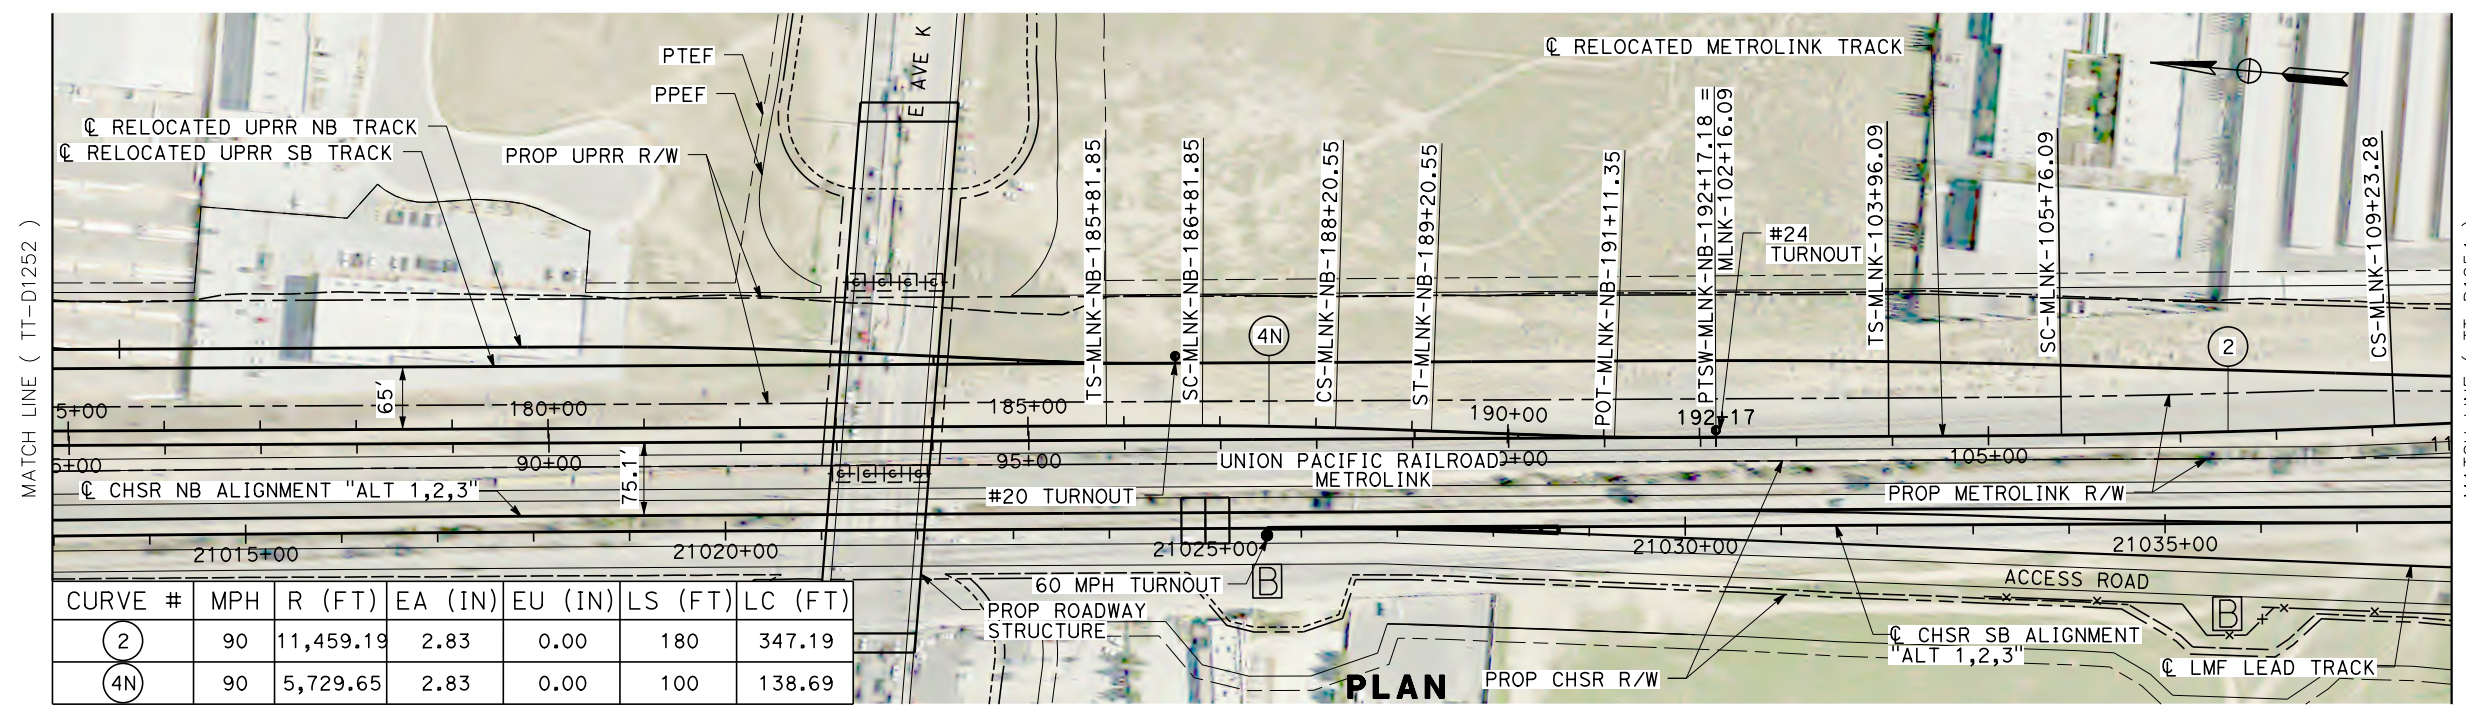 MATCH LINE ( TT-D1252 )
PTEF
PPEF
E AVE K
℄ RELOCATED METROLINK TRACK
℄ RELOCATED UPRR NB TRACK
℄ RELOCATED UPRR SB TRACK
PROP UPRR R/W
TS-MLNK-NB-185+81.85
SC-MLNK-NB-186+81.85
CS-MLNK-NB-188+20.55
ST-MLNK-NB-189+20.55
POT-MLNK-NB-191+11.35
PTSW-MLNK-NB-192+17.18 =
MLNK-102+16.09
#24
TURNOUT
TS-MLNK-103+96.09
SC-MLNK-105+76.09
CS-MLNK-109+23.28
4N
2
65'
5+00
180+00
185+00
190+00
192+17
5+00
90+00
95+00
105+00
75.1'
UNION PACIFIC RAILROAD
METROLINK
℄ CHSR NB ALIGNMENT "ALT 1,2,3"
#20 TURNOUT
PROP METROLINK R/W
21015+00
21020+00
21025+00
21030+00
21035+00
60 MPH TURNOUT
B
ACCESS ROAD
B
PROP ROADWAY
STRUCTURE
℄ CHSR SB ALIGNMENT
"ALT 1,2,3"
℄ LMF LEAD TRACK
PROP CHSR R/W
PLAN
CURVE # MPH R (FT) EA (IN) EU (IN) LS (FT) LC (FT)
2 90 11,459.19 2.83 0.00 180 347.19
4N 90 5,729.65 2.83 0.00 100 138.69